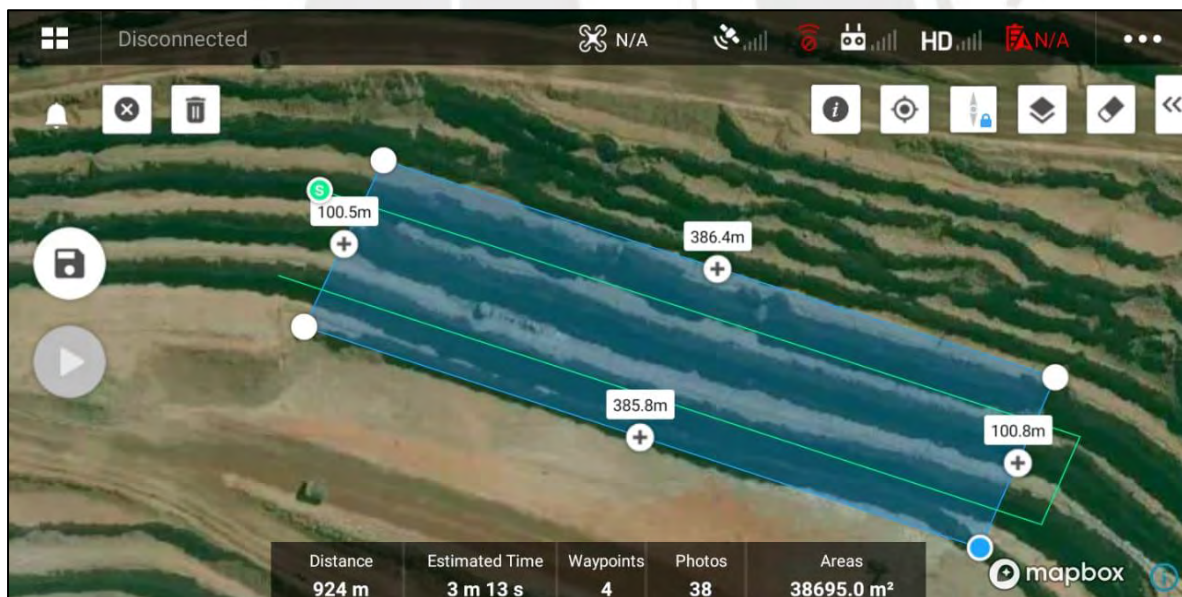 Disconnected
N/A
HD
N/A
S
100.5m
386.4m
385.8m
100.8m
Distance
Estimated Time
Waypoints
Photos
Areas
924 m
3 m 13 s
4
38
38695.0 m²
mapbox